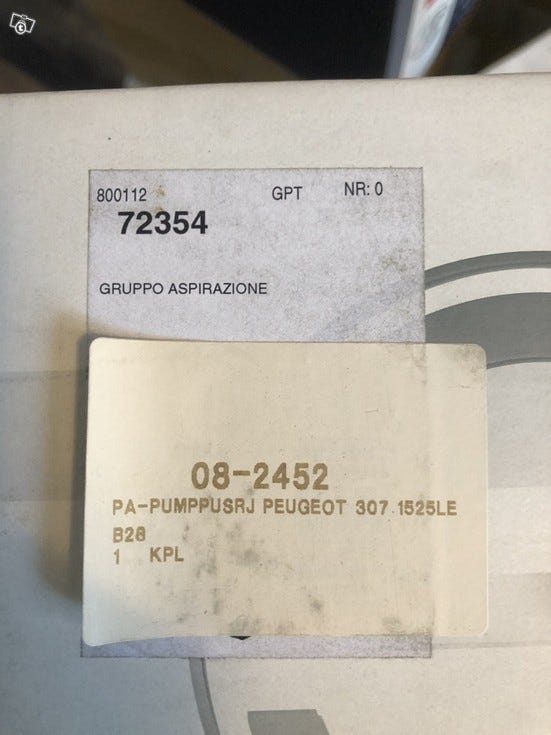 800112 GPT NR: 0
72354
GRUPPO ASPIRAZIONE
08-2452
PA-PUMPPUSRJ PEUGEOT 307 1525LE
B28
1 KPL